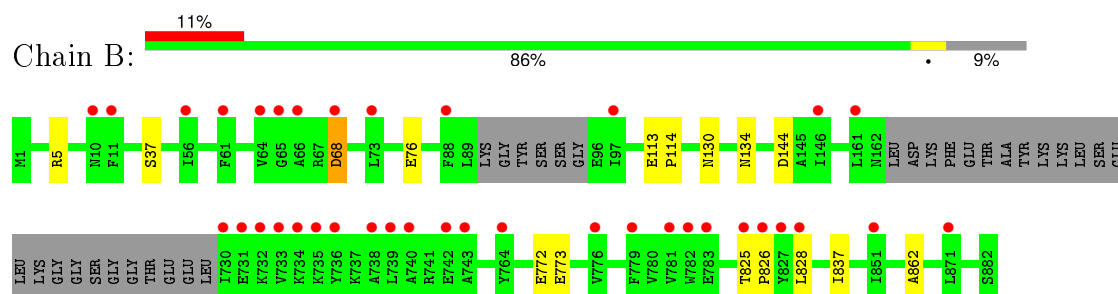 11%
Chain B:
86%
•
9%
M1 R5 N10 F11 S37 I56 F61 V64 G65 A66 R67 D68 L73 E76 F88 L89 LYS GLY TYR SER SER GLY E96 I97 E113 P114 N130 N134 D144 A145 I146 L161 N162 LEU ASP LYS PHE GLU THR ALA TYR LYS LYS LEU SER GLU
LEU LYS GLY GLY SER GLY GLY THR GLU GLU LEU I730 E731 K732 V733 K734 K735 Y736 K737 A738 L739 A740 R741 E742 A743 Y764 E772 E773 V776 F779 V780 V781 W782 E783 T825 P826 Y827 L828 I837 I851 A862 L871 S882